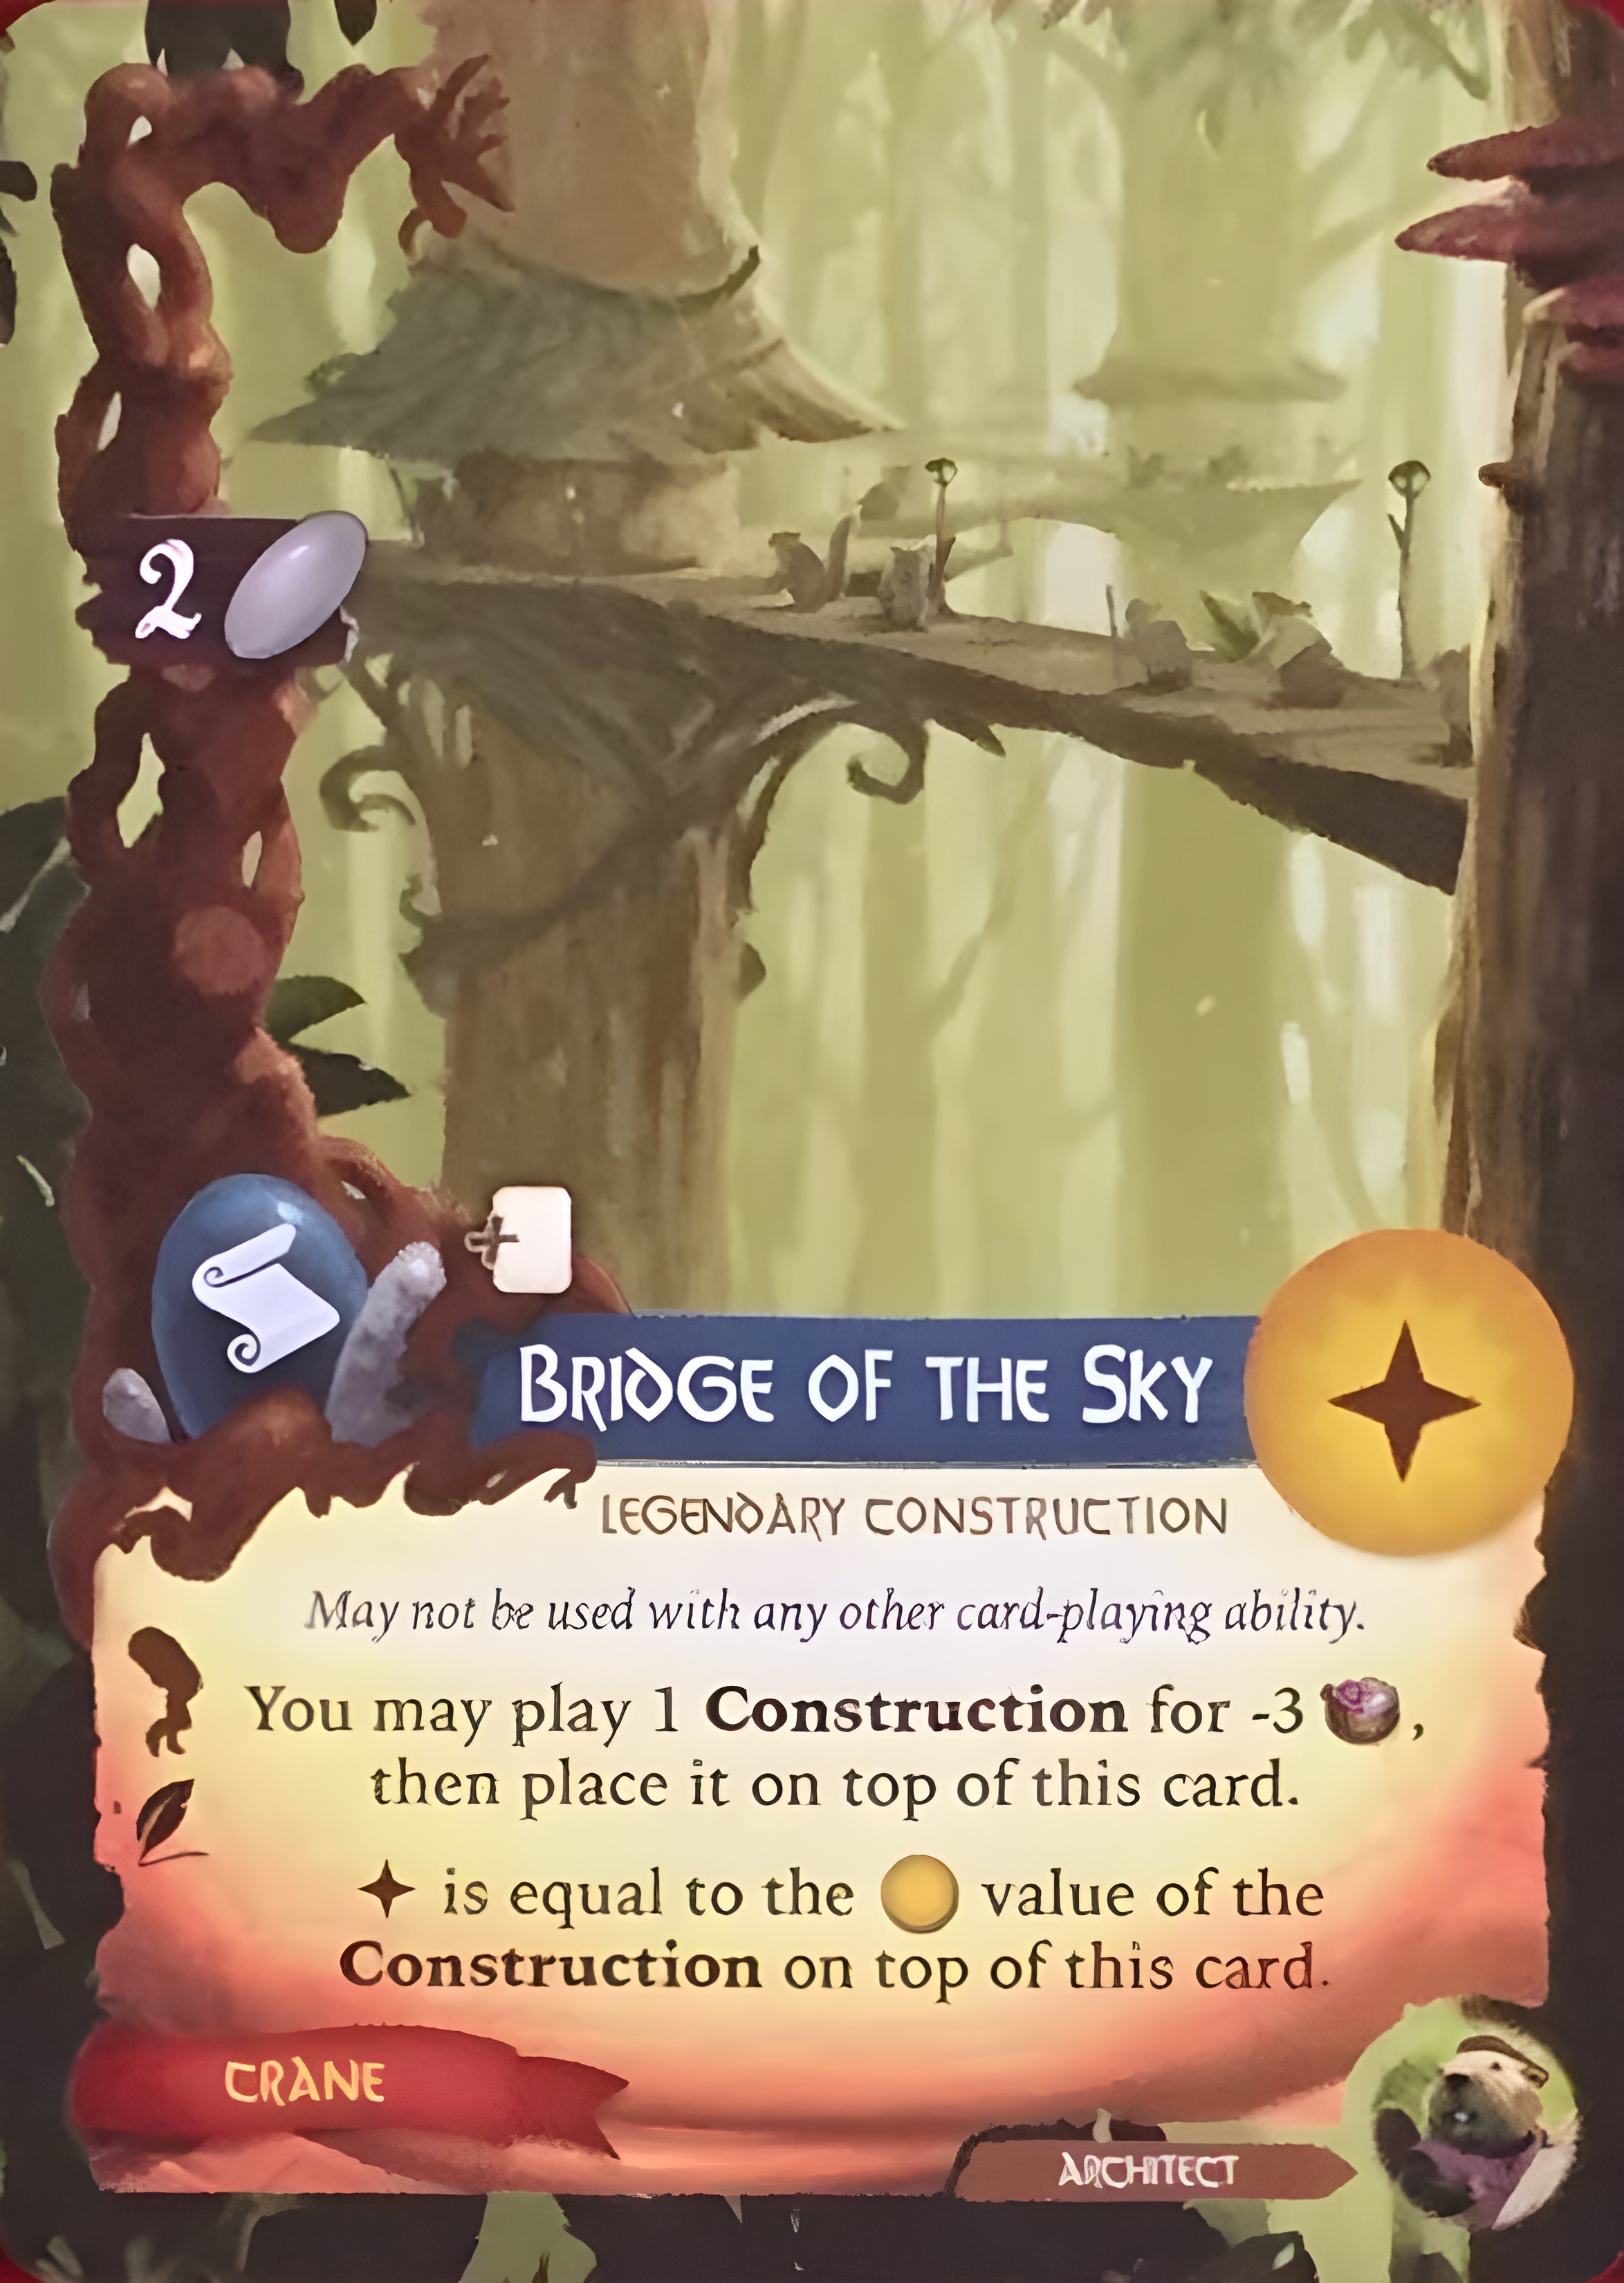 2
BRIDGE OF THE SKY
LEGENDARY CONSTRUCTION
May not be used with any other card-playing ability.
You may play 1 Construction for -3 ,
then place it on top of this card.
is equal to the value of the
Construction on top of this card.
CRANE
ARCHITECT